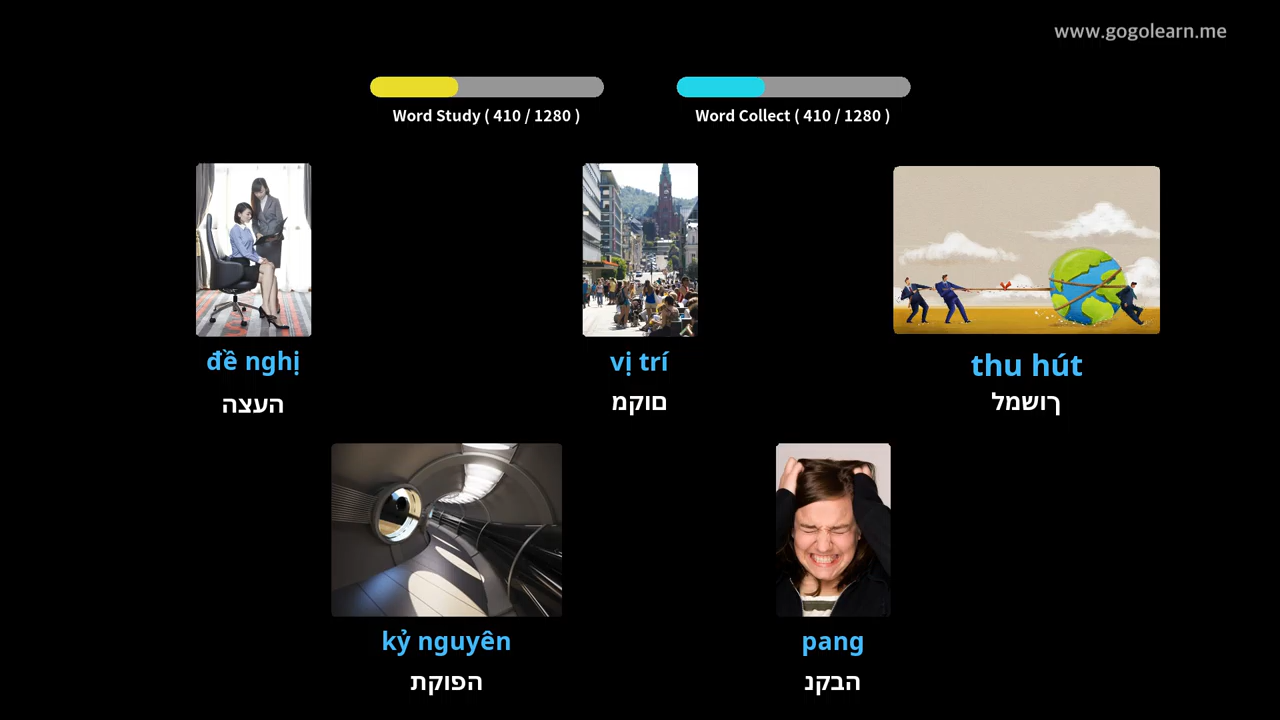 www.gogolearn.me
Word Study ( 410 / 1280 )
Word Collect ( 410 / 1280 )
đề nghị
העצה
vị trí
םוקמ
thu hút
ךושמל
kỷ nguyên
הפוקת
pang
הבקנ